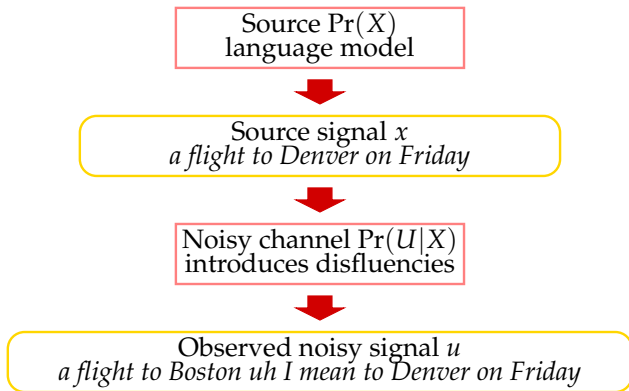 Source Pr(X)
language model
Source signal x
a flight to Denver on Friday
Noisy channel Pr(U|X)
introduces disfluencies
Observed noisy signal u
a flight to Boston uh I mean to Denver on Friday